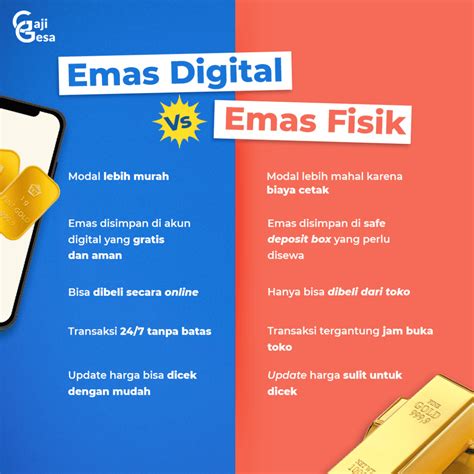 Gaji
Gesa
Emas Digital
Vs
Emas Fisik
Modal lebih murah
Modal lebih mahal karena
biaya cetak
Emas disimpan di akun
digital yang gratis
dan aman
Emas disimpan di safe
deposit box yang perlu
disewa
Bisa dibeli secara online
Hanya bisa dibeli dari toko
Transaksi 24/7 tanpa batas
Transaksi tergantung jam buka
toko
Update harga bisa dicek
dengan mudah
Update harga sulit untuk
dicek
GOLD
999.9